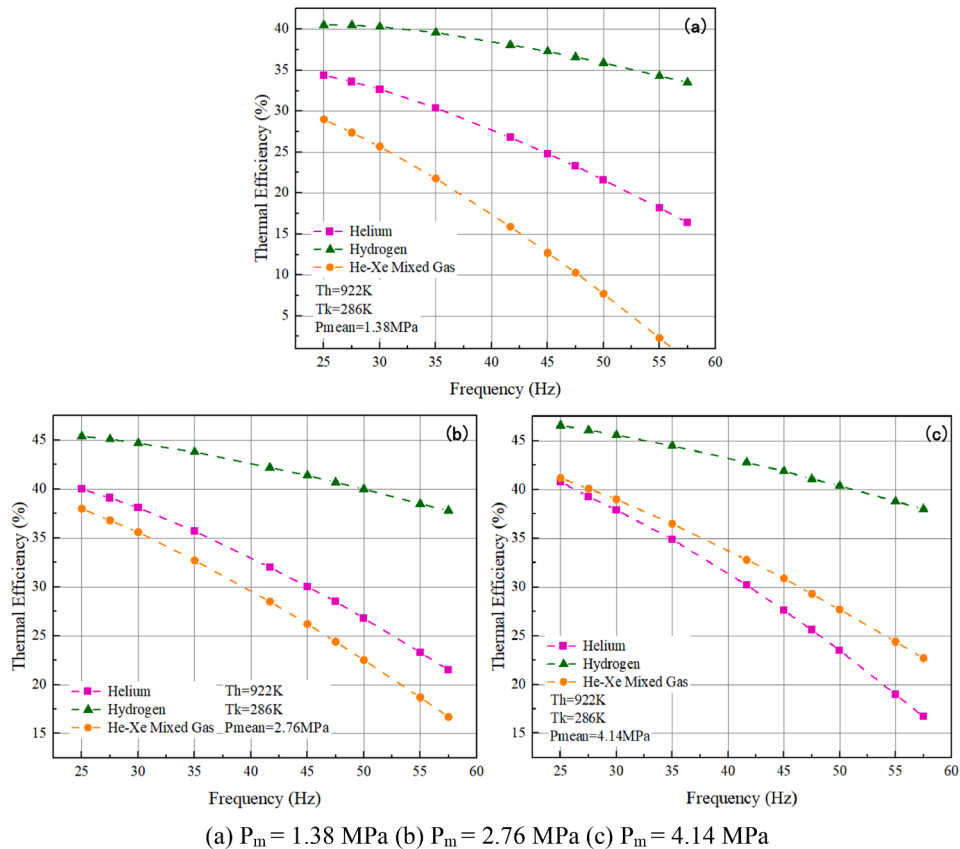 (a)
40
35
30
25
20
15
10
5
Thermal Efficiency (%)
Helium
Hydrogen
He-Xe Mixed Gas
Th=922K
Tk=286K
Pmean=1.38MPa
25 30 35 40 45 50 55 60
Frequency (Hz)
(b)
45
40
35
30
25
20
15
Thermal Efficiency (%)
Helium Th=922K
Hydrogen Tk=286K
He-Xe Mixed Gas Pmean=2.76MPa
25 30 35 40 45 50 55 60
Frequency (Hz)
(c)
45
40
35
30
25
20
15
Thermal Efficiency (%)
Helium
Hydrogen
He-Xe Mixed Gas
Th=922K
Tk=286K
Pmean=4.14MPa
25 30 35 40 45 50 55 60
Frequency (Hz)
(a) Pm = 1.38 MPa (b) Pm = 2.76 MPa (c) Pm = 4.14 MPa